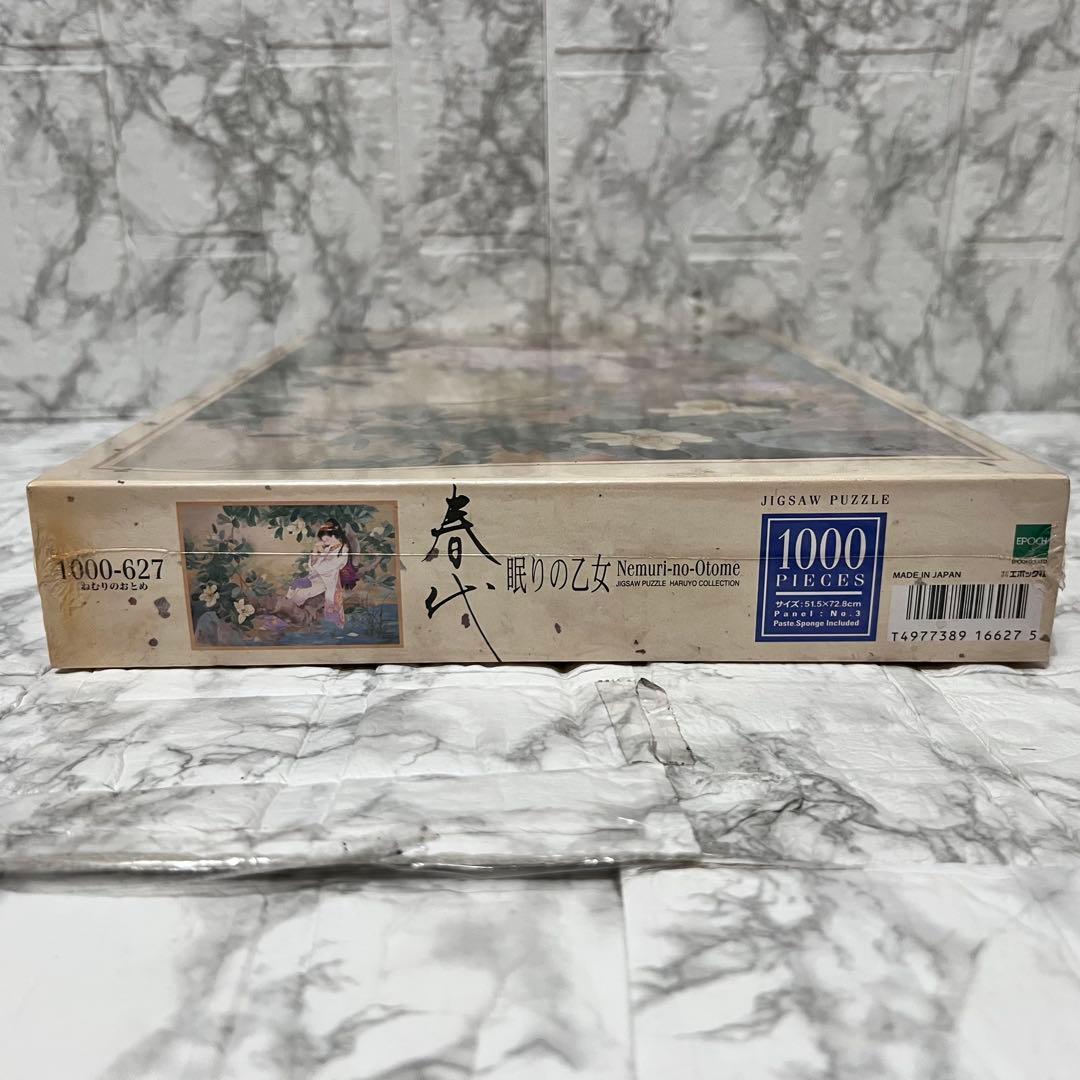 1000-627
ねむりのおとめ
春代
眠りの乙女 Nemuri-no-Otome
JIGSAW PUZZLE HARUYO COLLECTION
JIGSAW PUZZLE
1000
PIECES
サイズ:51.5×72.8cm
Panel : No.3
Paste.Sponge Included
EPOCH
エポック社
MADE IN JAPAN
T4977389 16627 5